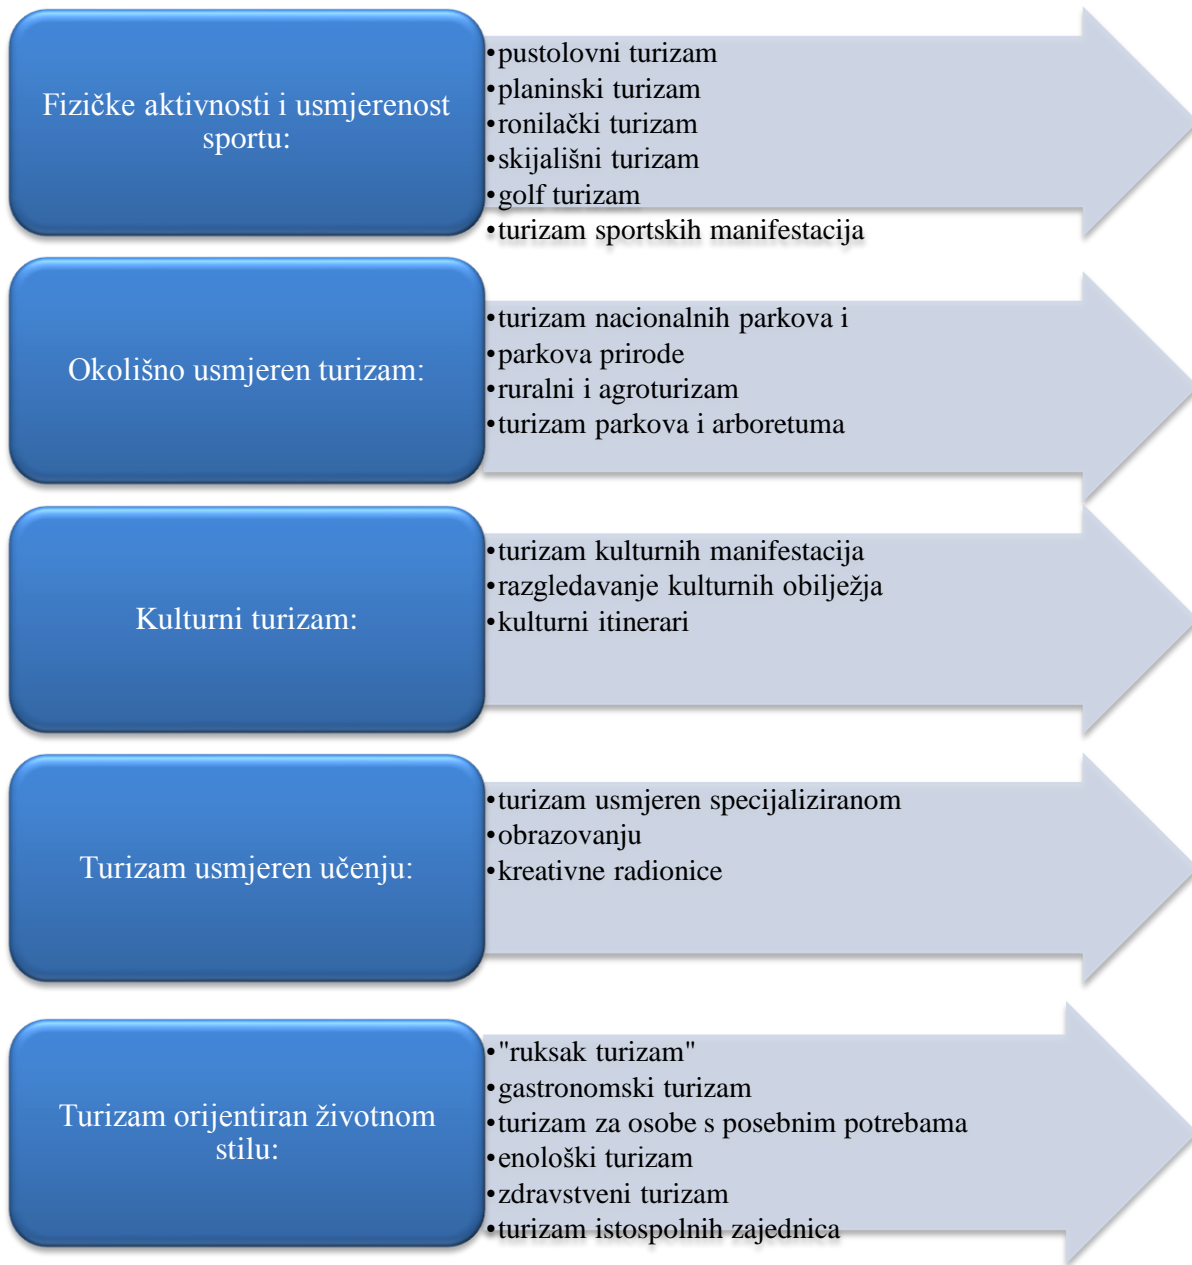 Fizičke aktivnosti i usmjerenost
sportu:
•pustolovni turizam
•planinski turizam
•ronilački turizam
•skijališni turizam
•golf turizam
•turizam sportskih manifestacija
Okolišno usmjeren turizam:
•turizam nacionalnih parkova i
•parkova prirode
•ruralni i agroturizam
•turizam parkova i arboretuma
Kulturni turizam:
•turizam kulturnih manifestacija
•razgledavanje kulturnih obilježja
•kulturni itinerari
Turizam usmjeren učenju:
•turizam usmjeren specijaliziranom
•obrazovanju
•kreativne radionice
Turizam orijentiran životnom
stilu:
•"ruksak turizam"
•gastronomski turizam
•turizam za osobe s posebnim potrebama
•enološki turizam
•zdravstveni turizam
•turizam istospolnih zajednica